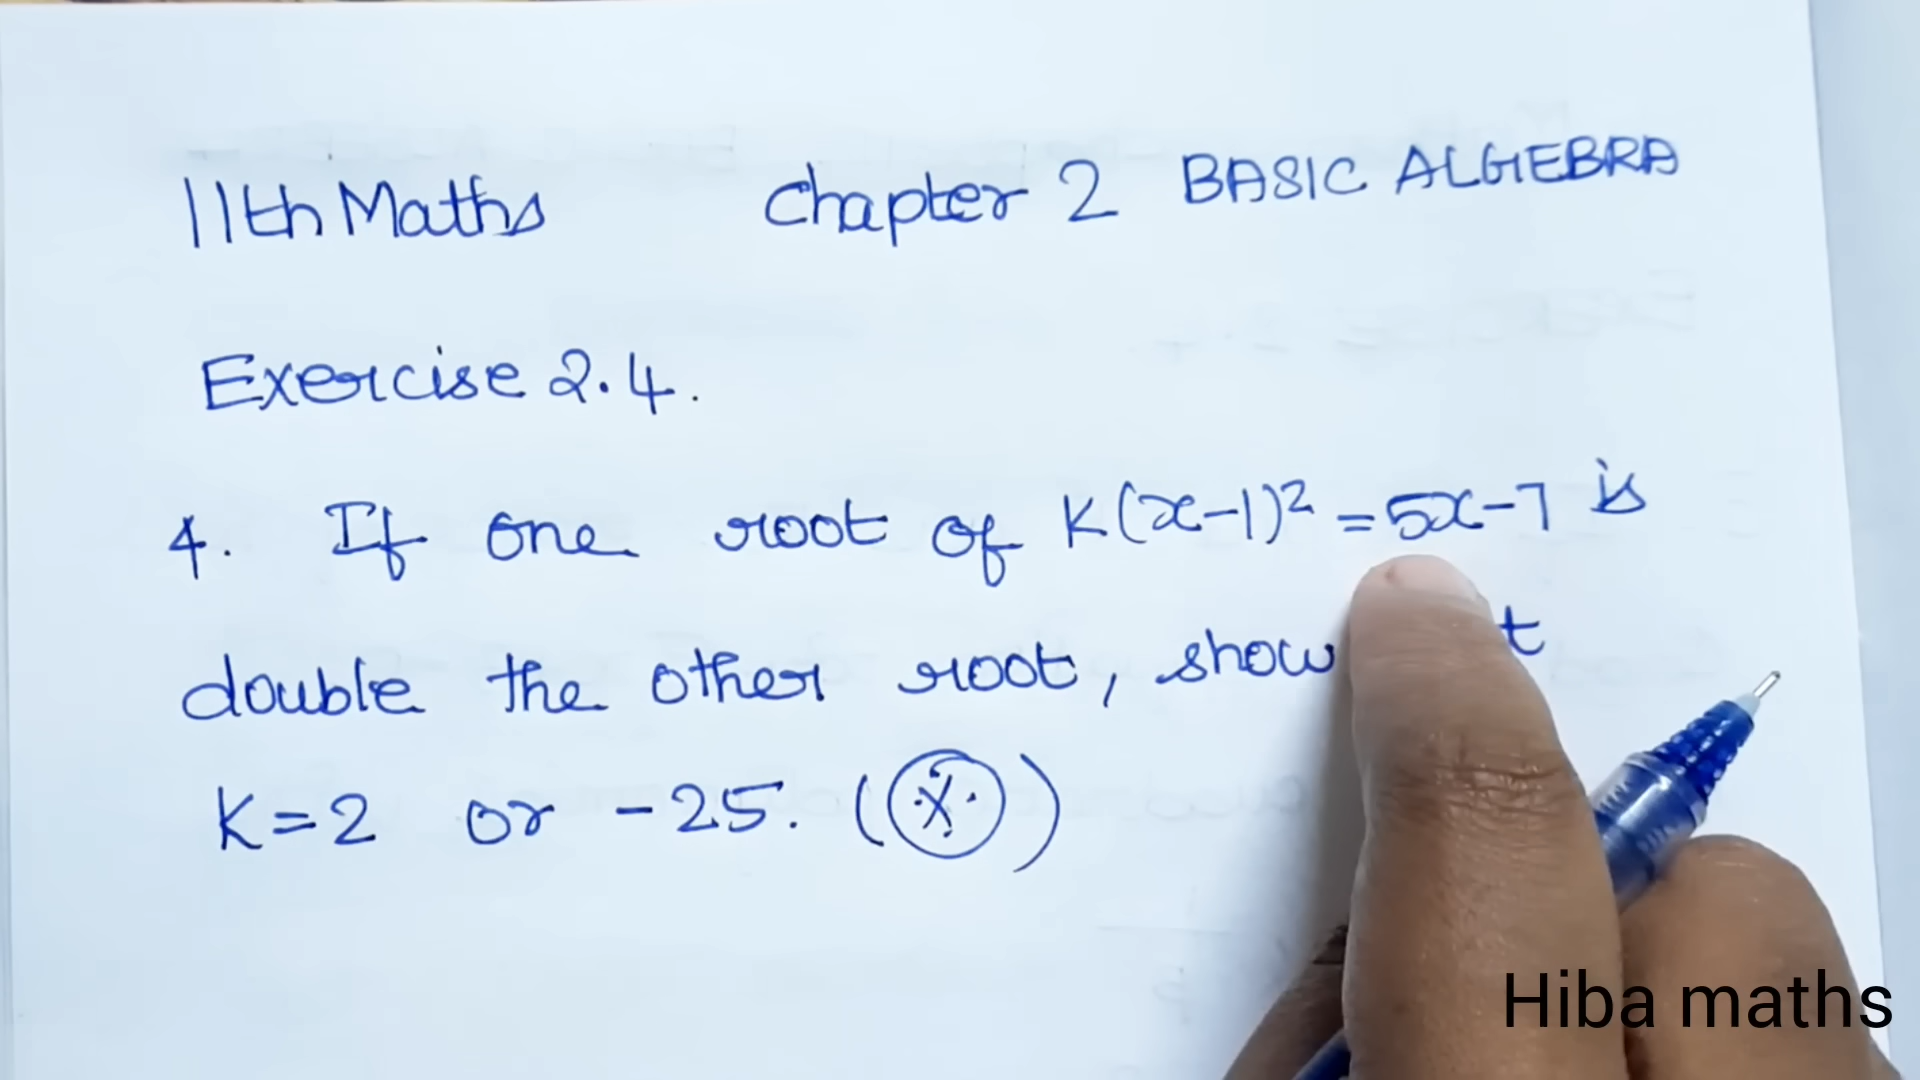 11th Maths Chapter 2 BASIC ALGEBRA
Exercise 2.4.
4. If one root of K(x-1)² = 5x-7 is
double the other root, show
K=2 or -25. (X)
Hiba maths